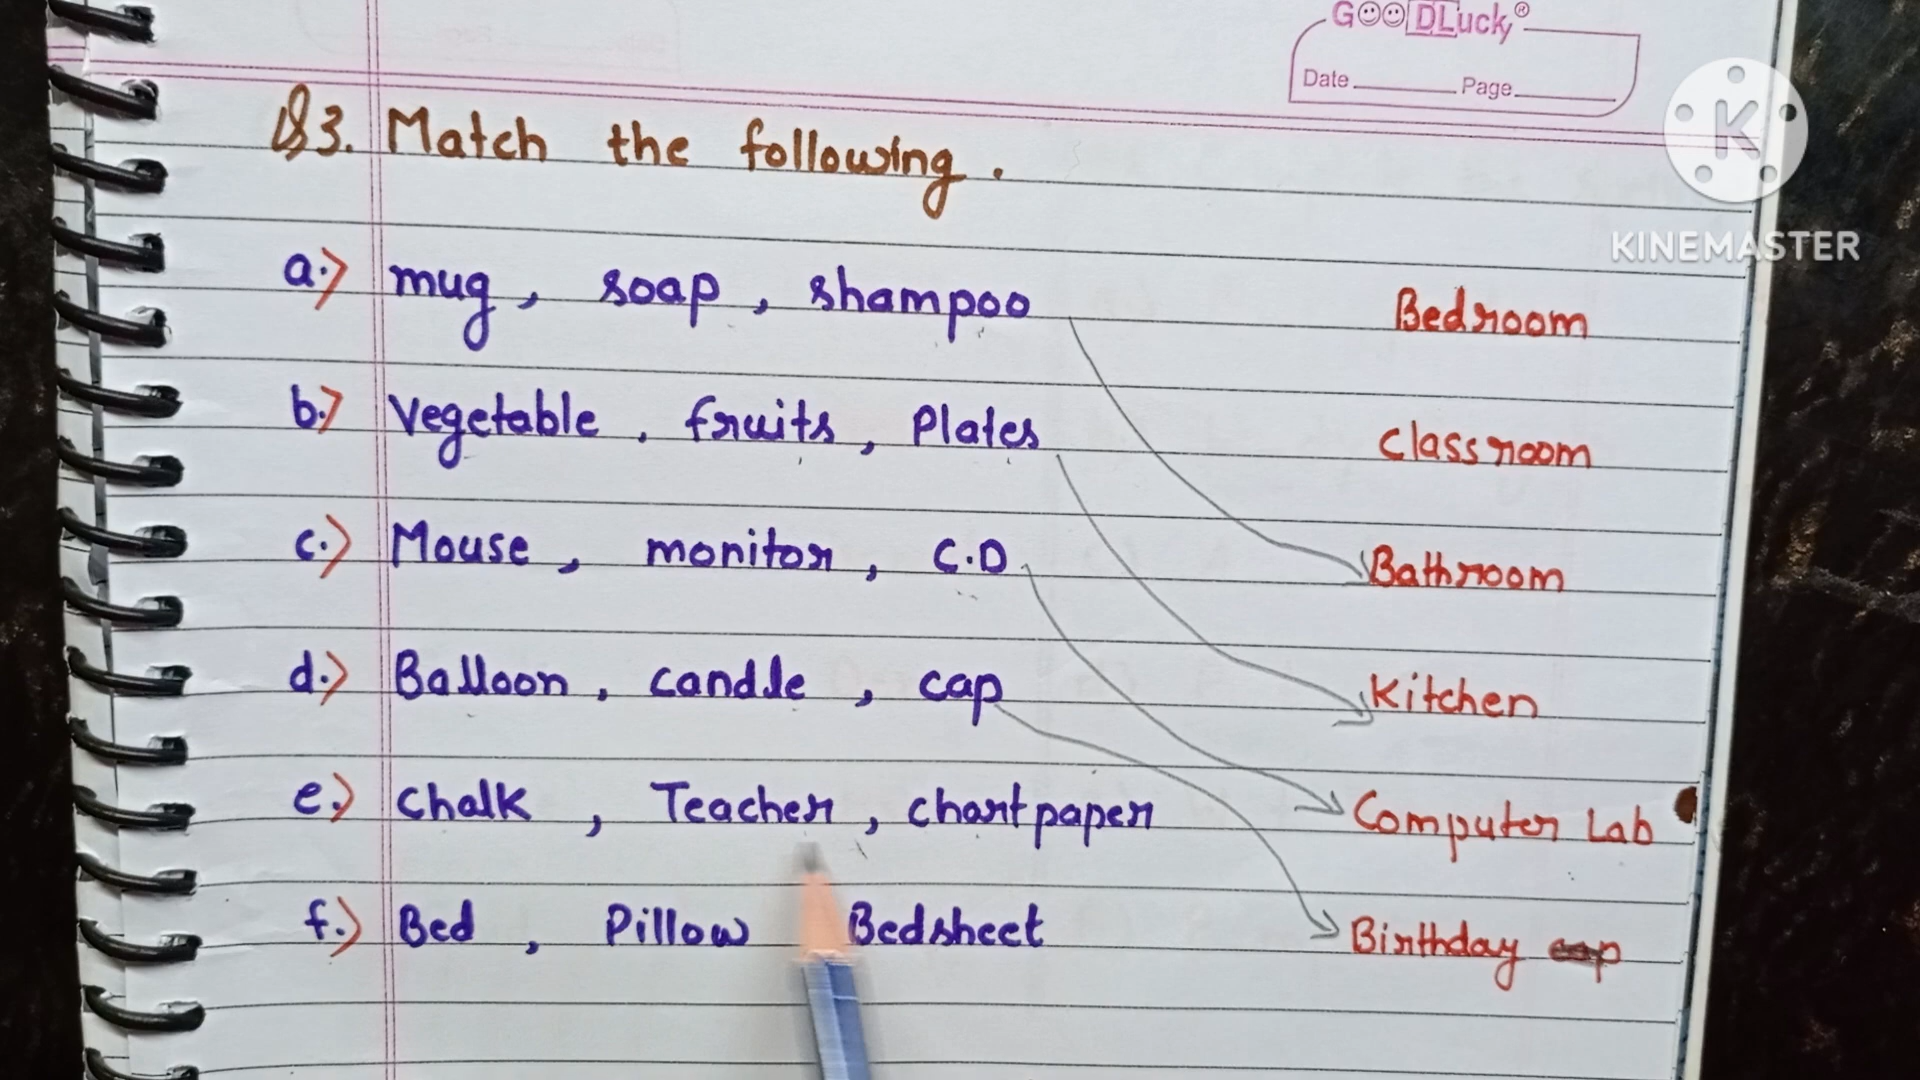 GOODLuck®
Date Page
K
KINEMASTER
Q3. Match the following.
a.) mug, soap, shampoo Bedroom
b.) Vegetable, fruits, Plates Classroom
c.) Mouse, monitor, C.D Bathroom
d.) Balloon, candle, cap Kitchen
e.) Chalk, Teacher, chartpaper Computer Lab
f.) Bed, Pillow Bedsheet Birthday